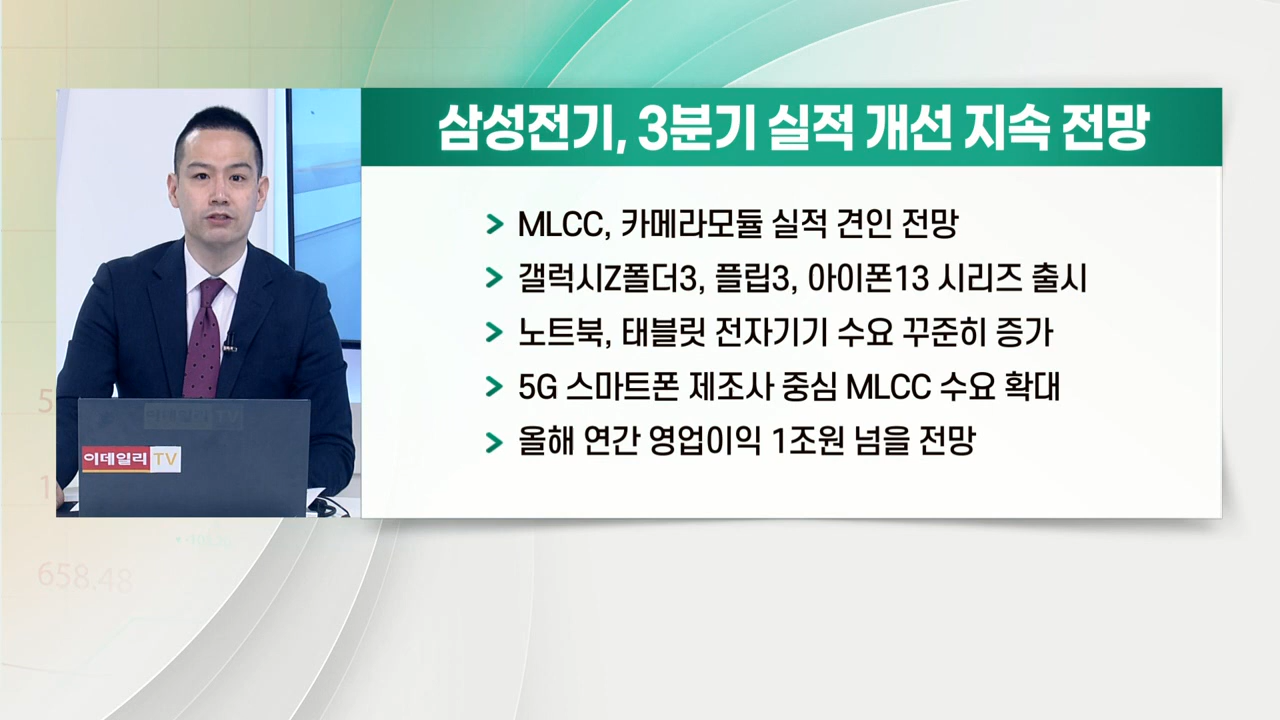 삼성전기, 3분기 실적 개선 지속 전망
> MLCC, 카메라모듈 실적 견인 전망
> 갤럭시Z폴더3, 플립3, 아이폰13 시리즈 출시
> 노트북, 태블릿 전자기기 수요 꾸준히 증가
> 5G 스마트폰 제조사 중심 MLCC 수요 확대
> 올해 연간 영업이익 1조원 넘을 전망
이데일리 TV
이데일리TV
658.48